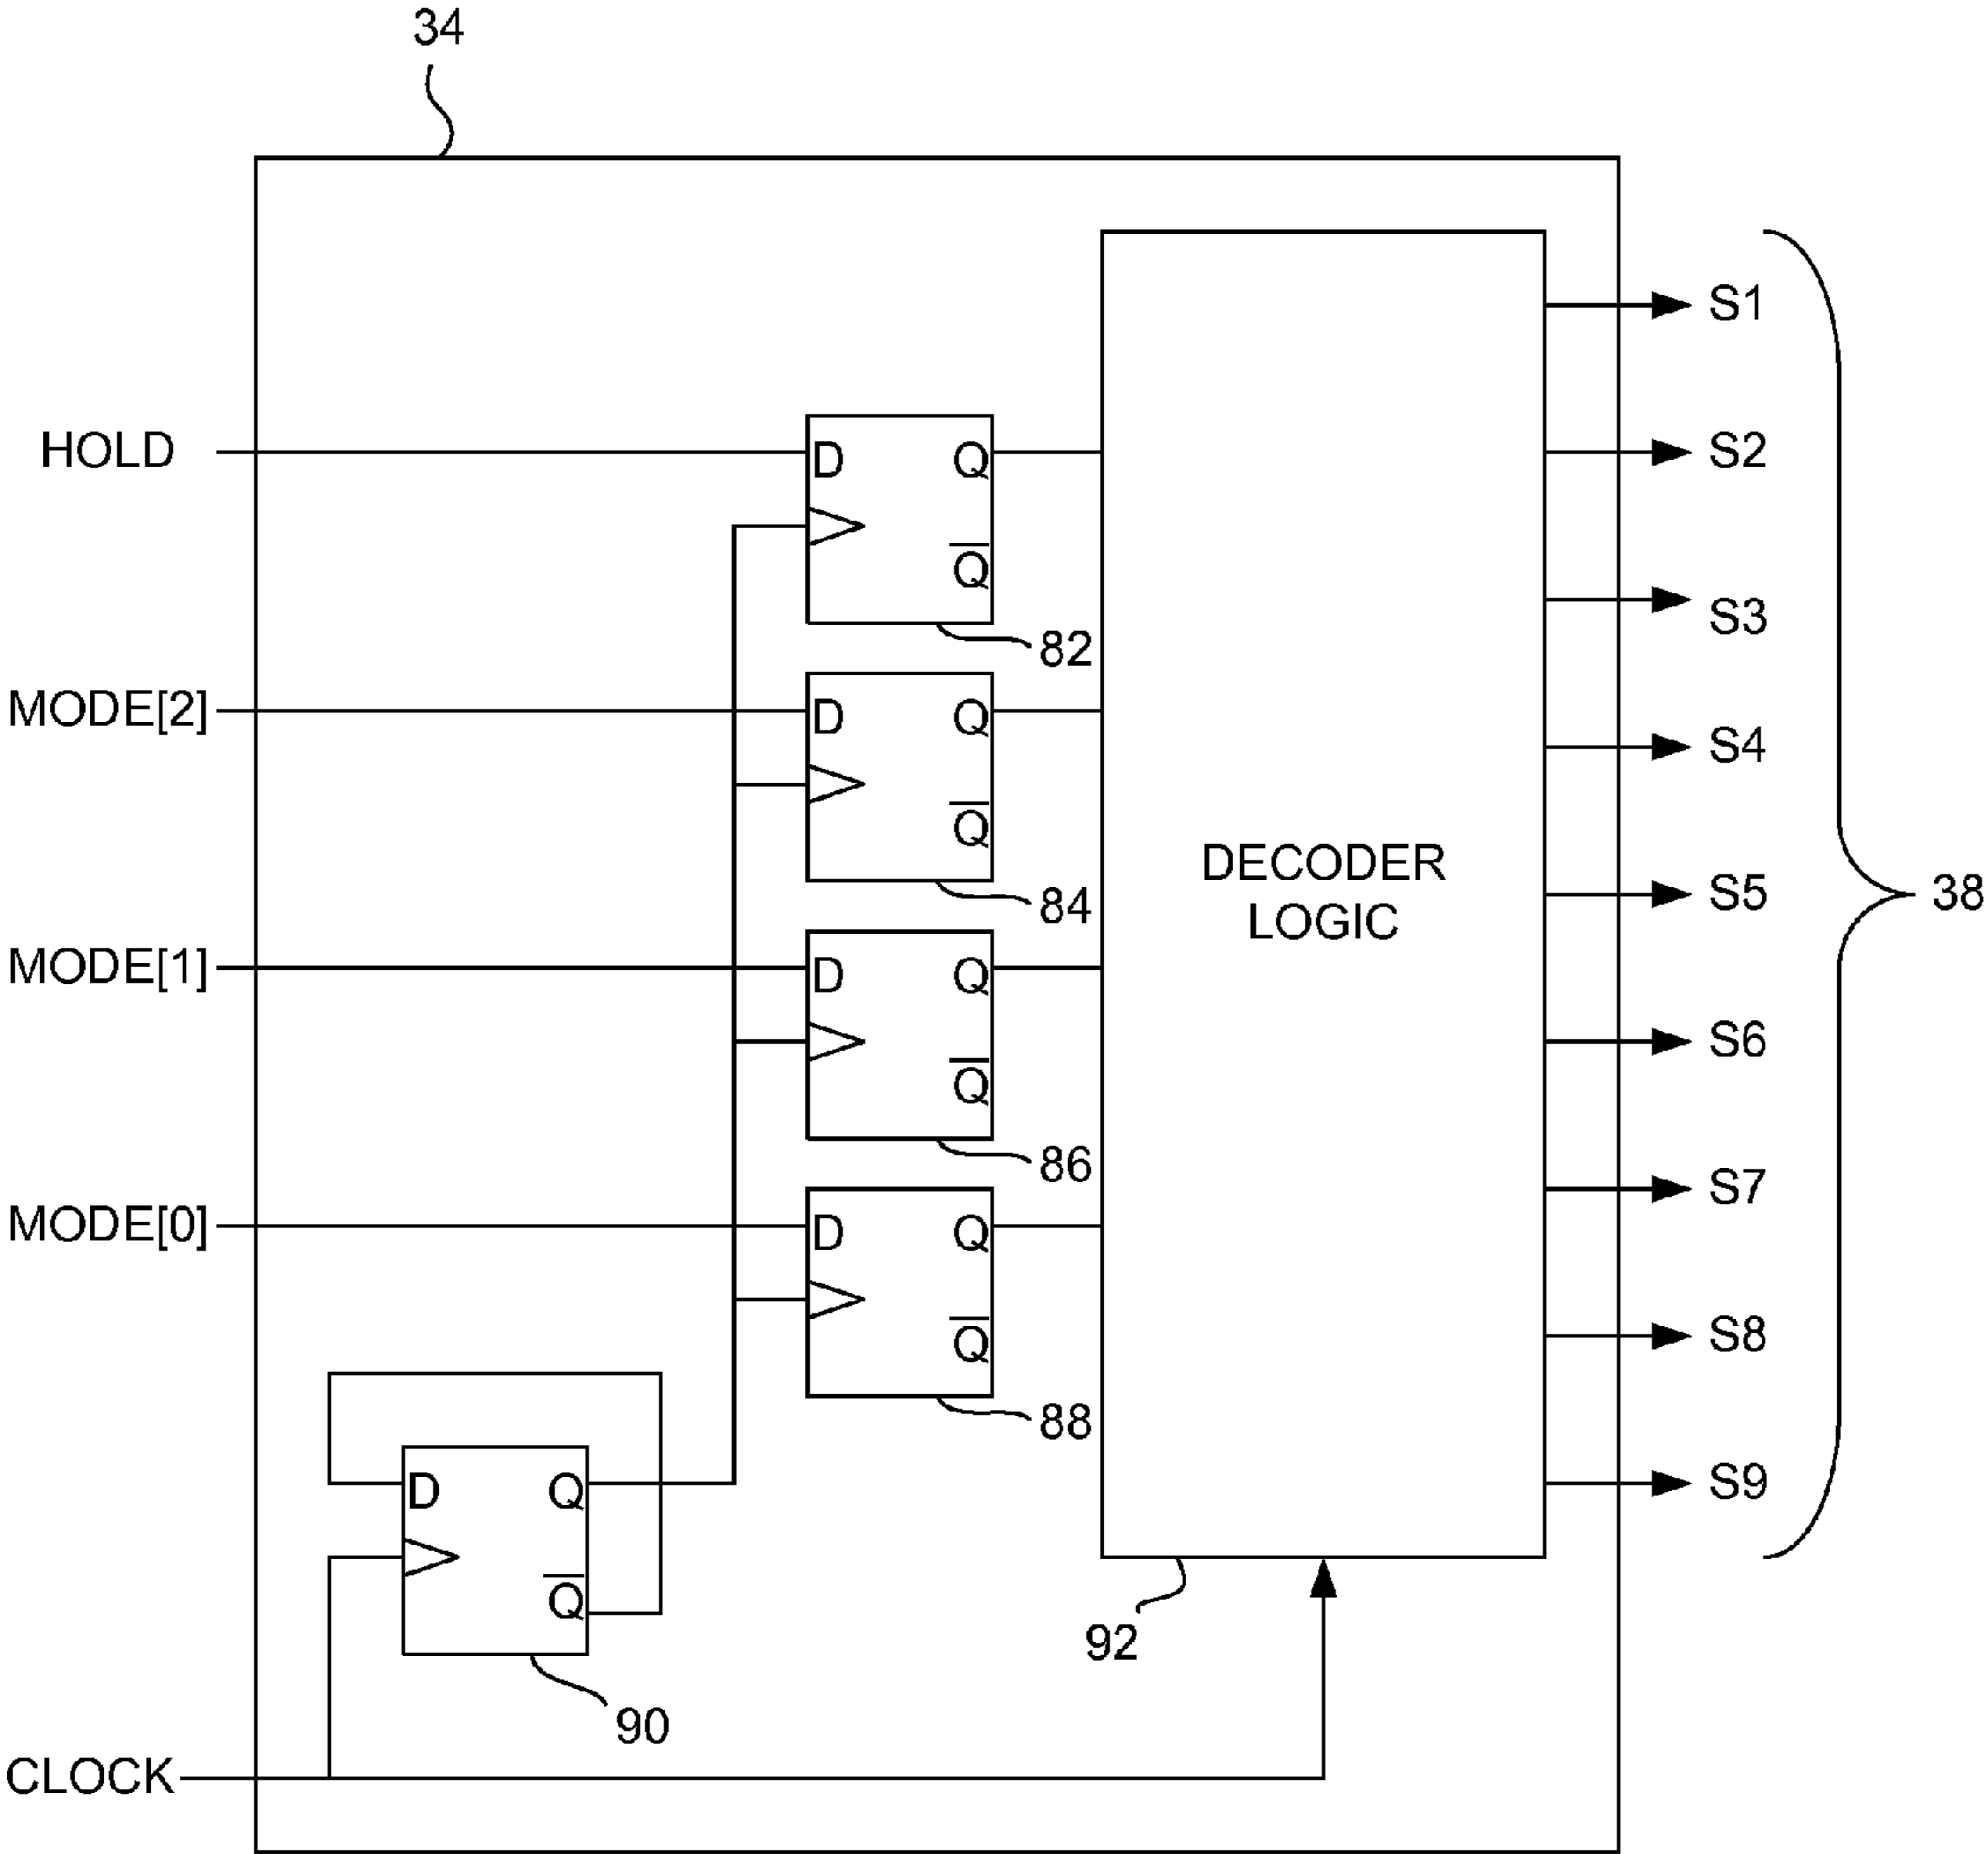 34
S1
HOLD
D
Q
S2
Q
S3
82
MODE[2]
D
Q
S4
Q
DECODER
LOGIC
84
S5
38
MODE[1]
D
Q
S6
Q
86
S7
MODE[0]
D
Q
S8
Q
88
D
Q
S9
Q
92
90
CLOCK